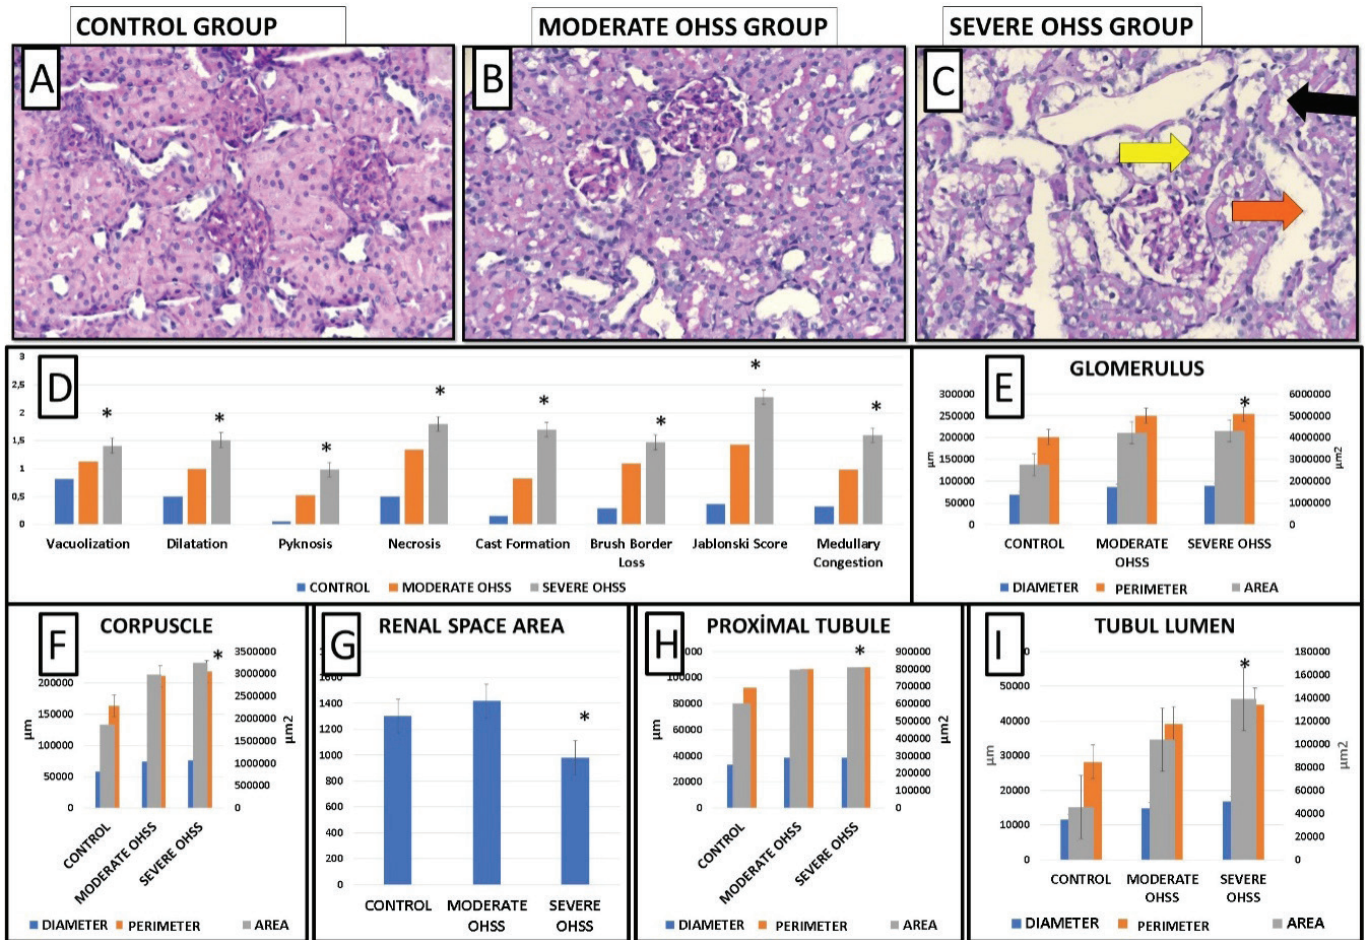 CONTROL GROUP
MODERATE OHSS GROUP
SEVERE OHSS GROUP
A
B
C
D
3
2,5
2
1,5
1
0,5
0
*
*
*
*
*
*
*
*
Vacuolization
Dilatation
Pyknosis
Necrosis
Cast Formation
Brush Border
Loss
Jablonski Score
Medullary
Congestion
CONTROL
MODERATE OHSS
SEVERE OHSS
E
GLOMERULUS
300000
250000
200000
150000
100000
50000
0
µm
*
6000000
5000000
4000000
3000000
2000000
1000000
0
µm2
CONTROL
MODERATE
OHSS
SEVERE OHSS
DIAMETER
PERIMETER
AREA
F
CORPUSCLE
200000
150000
100000
50000
0
µm
*
3500000
3000000
2500000
2000000
1500000
1000000
500000
0
µm2
CONTROL
MODERATE OHSS
SEVERE OHSS
DIAMETER
PERIMETER
AREA
G
RENAL SPACE AREA
1600
1400
1200
1000
800
600
400
200
0
*
CONTROL
MODERATE
OHSS
SEVERE
OHSS
H
PROXİMAL TUBULE
100000
80000
60000
40000
20000
0
µm
*
900000
800000
700000
600000
500000
400000
300000
200000
100000
0
µm2
CONTROL
MODERATE OHSS
SEVERE OHSS
DIAMETER
PERIMETER
AREA
I
TUBUL LUMEN
50000
40000
30000
20000
10000
0
µm
*
180000
160000
140000
120000
100000
80000
60000
40000
20000
0
µm2
CONTROL
MODERATE
OHSS
SEVERE
OHSS
DIAMETER
PERIMETER
AREA